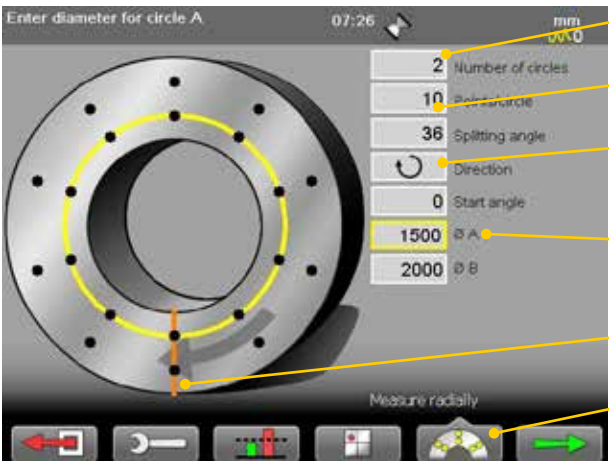 Enter diameter for circle A 07:26 mm
0
2 Number of circles
10 Points/circle
36 Splitting angle
Direction
0 Start angle
1500 Ø A
2000 Ø B
Measure radially